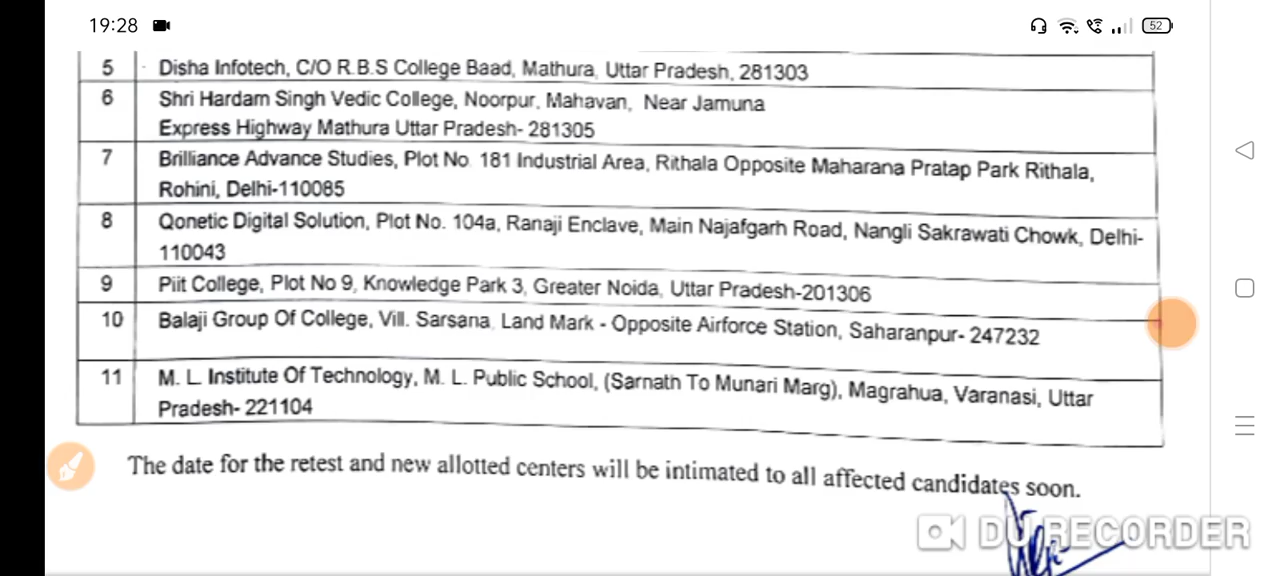 19:28
52
5 Disha Infotech, C/O R.B.S College Baad, Mathura, Uttar Pradesh, 281303
6 Shri Hardam Singh Vedic College, Noorpur, Mahavan, Near Jamuna
Express Highway Mathura Uttar Pradesh- 281305
7 Brilliance Advance Studies, Plot No. 181 Industrial Area, Rithala Opposite Maharana Pratap Park Rithala,
Rohini, Delhi-110085
8 Qonetic Digital Solution, Plot No. 104a, Ranaji Enclave, Main Najafgarh Road, Nangli Sakrawati Chowk, Delhi-
110043
9 Piit College, Plot No 9, Knowledge Park 3, Greater Noida, Uttar Pradesh-201306
10 Balaji Group Of College, Vill. Sarsana, Land Mark - Opposite Airforce Station, Saharanpur- 247232
11 M. L. Institute Of Technology, M. L. Public School, (Sarnath To Munari Marg), Magrahua, Varanasi, Uttar
Pradesh- 221104
The date for the retest and new allotted centers will be intimated to all affected candidates soon.
DU RECORDER